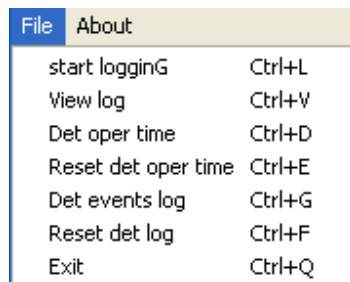 File About
start logginG Ctrl+L
View log Ctrl+V
Det oper time Ctrl+D
Reset det oper time Ctrl+E
Det events log Ctrl+G
Reset det log Ctrl+F
Exit Ctrl+Q